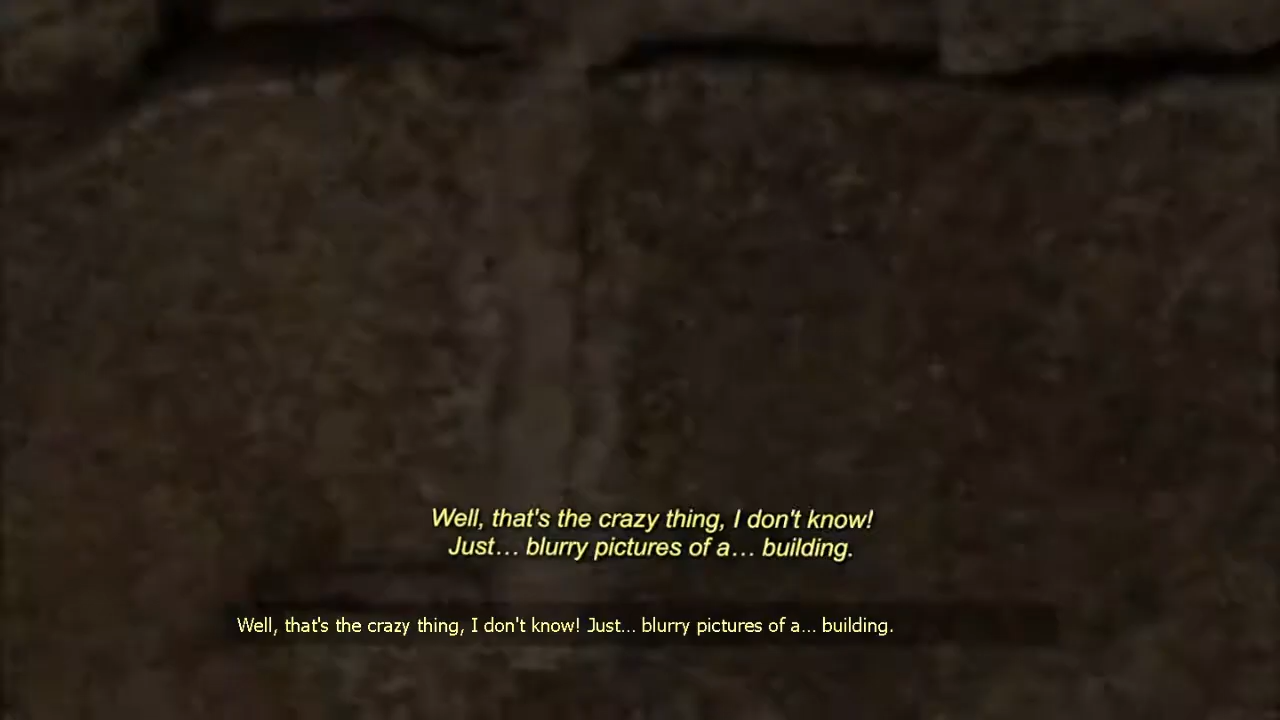 Well, that's the crazy thing, I don't know!
Just... blurry pictures of a... building.
Well, that's the crazy thing, I don't know! Just... blurry pictures of a... building.